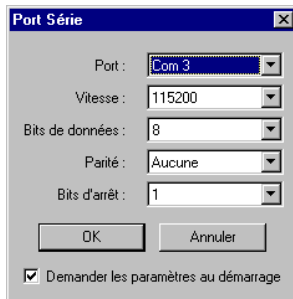 Port Série
Port : Com 3
Vitesse : 115200
Bits de données : 8
Parité : Aucune
Bits d'arrêt : 1
OK Annuler
Demander les paramètres au démarrage